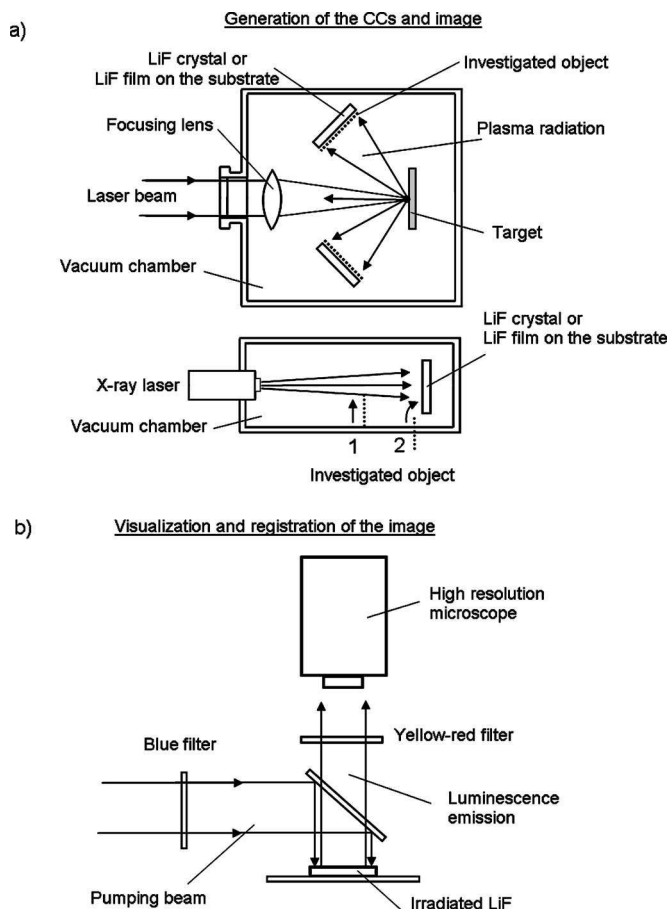 Generation of the CCs and image
a)
LiF crystal or
LiF film on the substrate
Investigated object
Focusing lens
Plasma radiation
Laser beam
Target
Vacuum chamber
LiF crystal or
LiF film on the substrate
X-ray laser
Vacuum chamber
1
2
Investigated object
b)
Visualization and registration of the image
High resolution
microscope
Blue filter
Yellow-red filter
Luminescence
emission
Pumping beam
Irradiated LiF